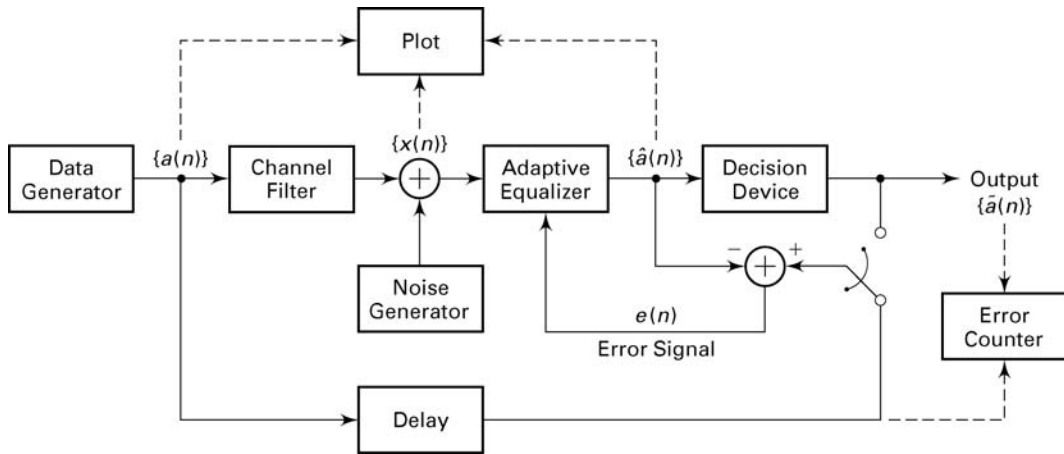 Plot
{a(n)}
{x(n)}
{â(n)}
Data
Generator
Channel
Filter
+
Adaptive
Equalizer
Decision
Device
Output
{ā(n)}
Noise
Generator
−
+
+
e(n)
Error Signal
Error
Counter
Delay